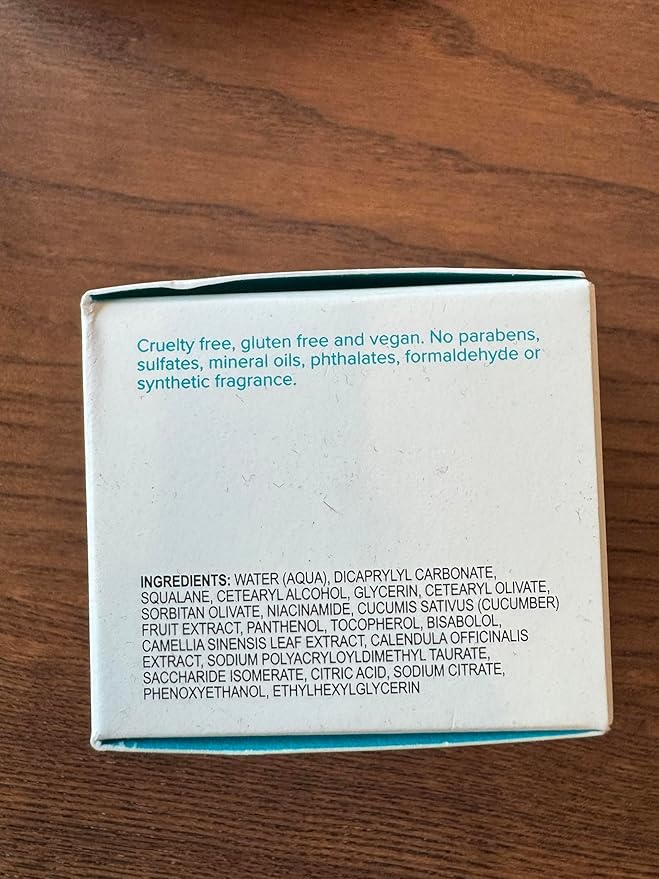 Cruelty free, gluten free and vegan. No parabens,
sulfates, mineral oils, phthalates, formaldehyde or
synthetic fragrance.
INGREDIENTS: WATER (AQUA), DICAPRYLYL CARBONATE,
SQUALANE, CETEARYL ALCOHOL, GLYCERIN, CETEARYL OLIVATE,
SORBITAN OLIVATE, NIACINAMIDE, CUCUMIS SATIVUS (CUCUMBER)
FRUIT EXTRACT, PANTHENOL, TOCOPHEROL, BISABOLOL,
CAMELLIA SINENSIS LEAF EXTRACT, CALENDULA OFFICINALIS
EXTRACT, SODIUM POLYACRYLOYLDIMETHYL TAURATE,
SACCHARIDE ISOMERATE, CITRIC ACID, SODIUM CITRATE,
PHENOXYETHANOL, ETHYLHEXYLGLYCERIN